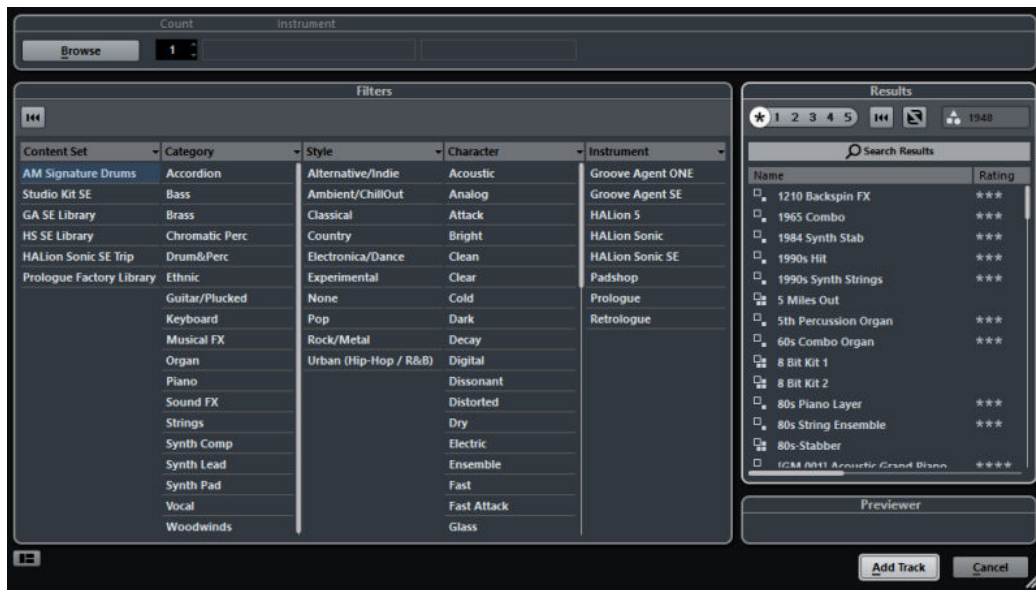 Count Instrument
Browse 1
Filters
Content Set Category Style Character Instrument
AM Signature Drums Accordion Alternative/Indie Acoustic Groove Agent ONE
Studio Kit SE Bass Ambient/ChillOut Analog Groove Agent SE
GA SE Library Brass Classical Attack HALion 5
HS SE Library Chromatic Perc Country Bright HALion Sonic
HALion Sonic SE Trip Drum&Perc Electronica/Dance Clean HALion Sonic SE
Prologue Factory Library Ethnic Experimental Clear Padshop
Guitar/Plucked None Cold Prologue
Keyboard Pop Dark Retrologue
Musical FX Rock/Metal Decay
Organ Urban (Hip-Hop / R&B) Digital
Piano Dissonant
Sound FX Distorted
Strings Dry
Synth Comp Electric
Synth Lead Ensemble
Synth Pad Fast
Vocal Fast Attack
Woodwinds Glass
Results
* 1 2 3 4 5 1948
Search Results
Name Rating
1210 Backspin FX ***
1965 Combo ***
1984 Synth Stab ***
1990s Hit ***
1990s Synth Strings ***
5 Miles Out
5th Percussion Organ ***
60s Combo Organ ***
8 Bit Kit 1
8 Bit Kit 2
80s Piano Layer ***
80s String Ensemble ***
80s-Stabber
[GM 001] Acoustic Grand Piano ****
Previewer
Add Track Cancel